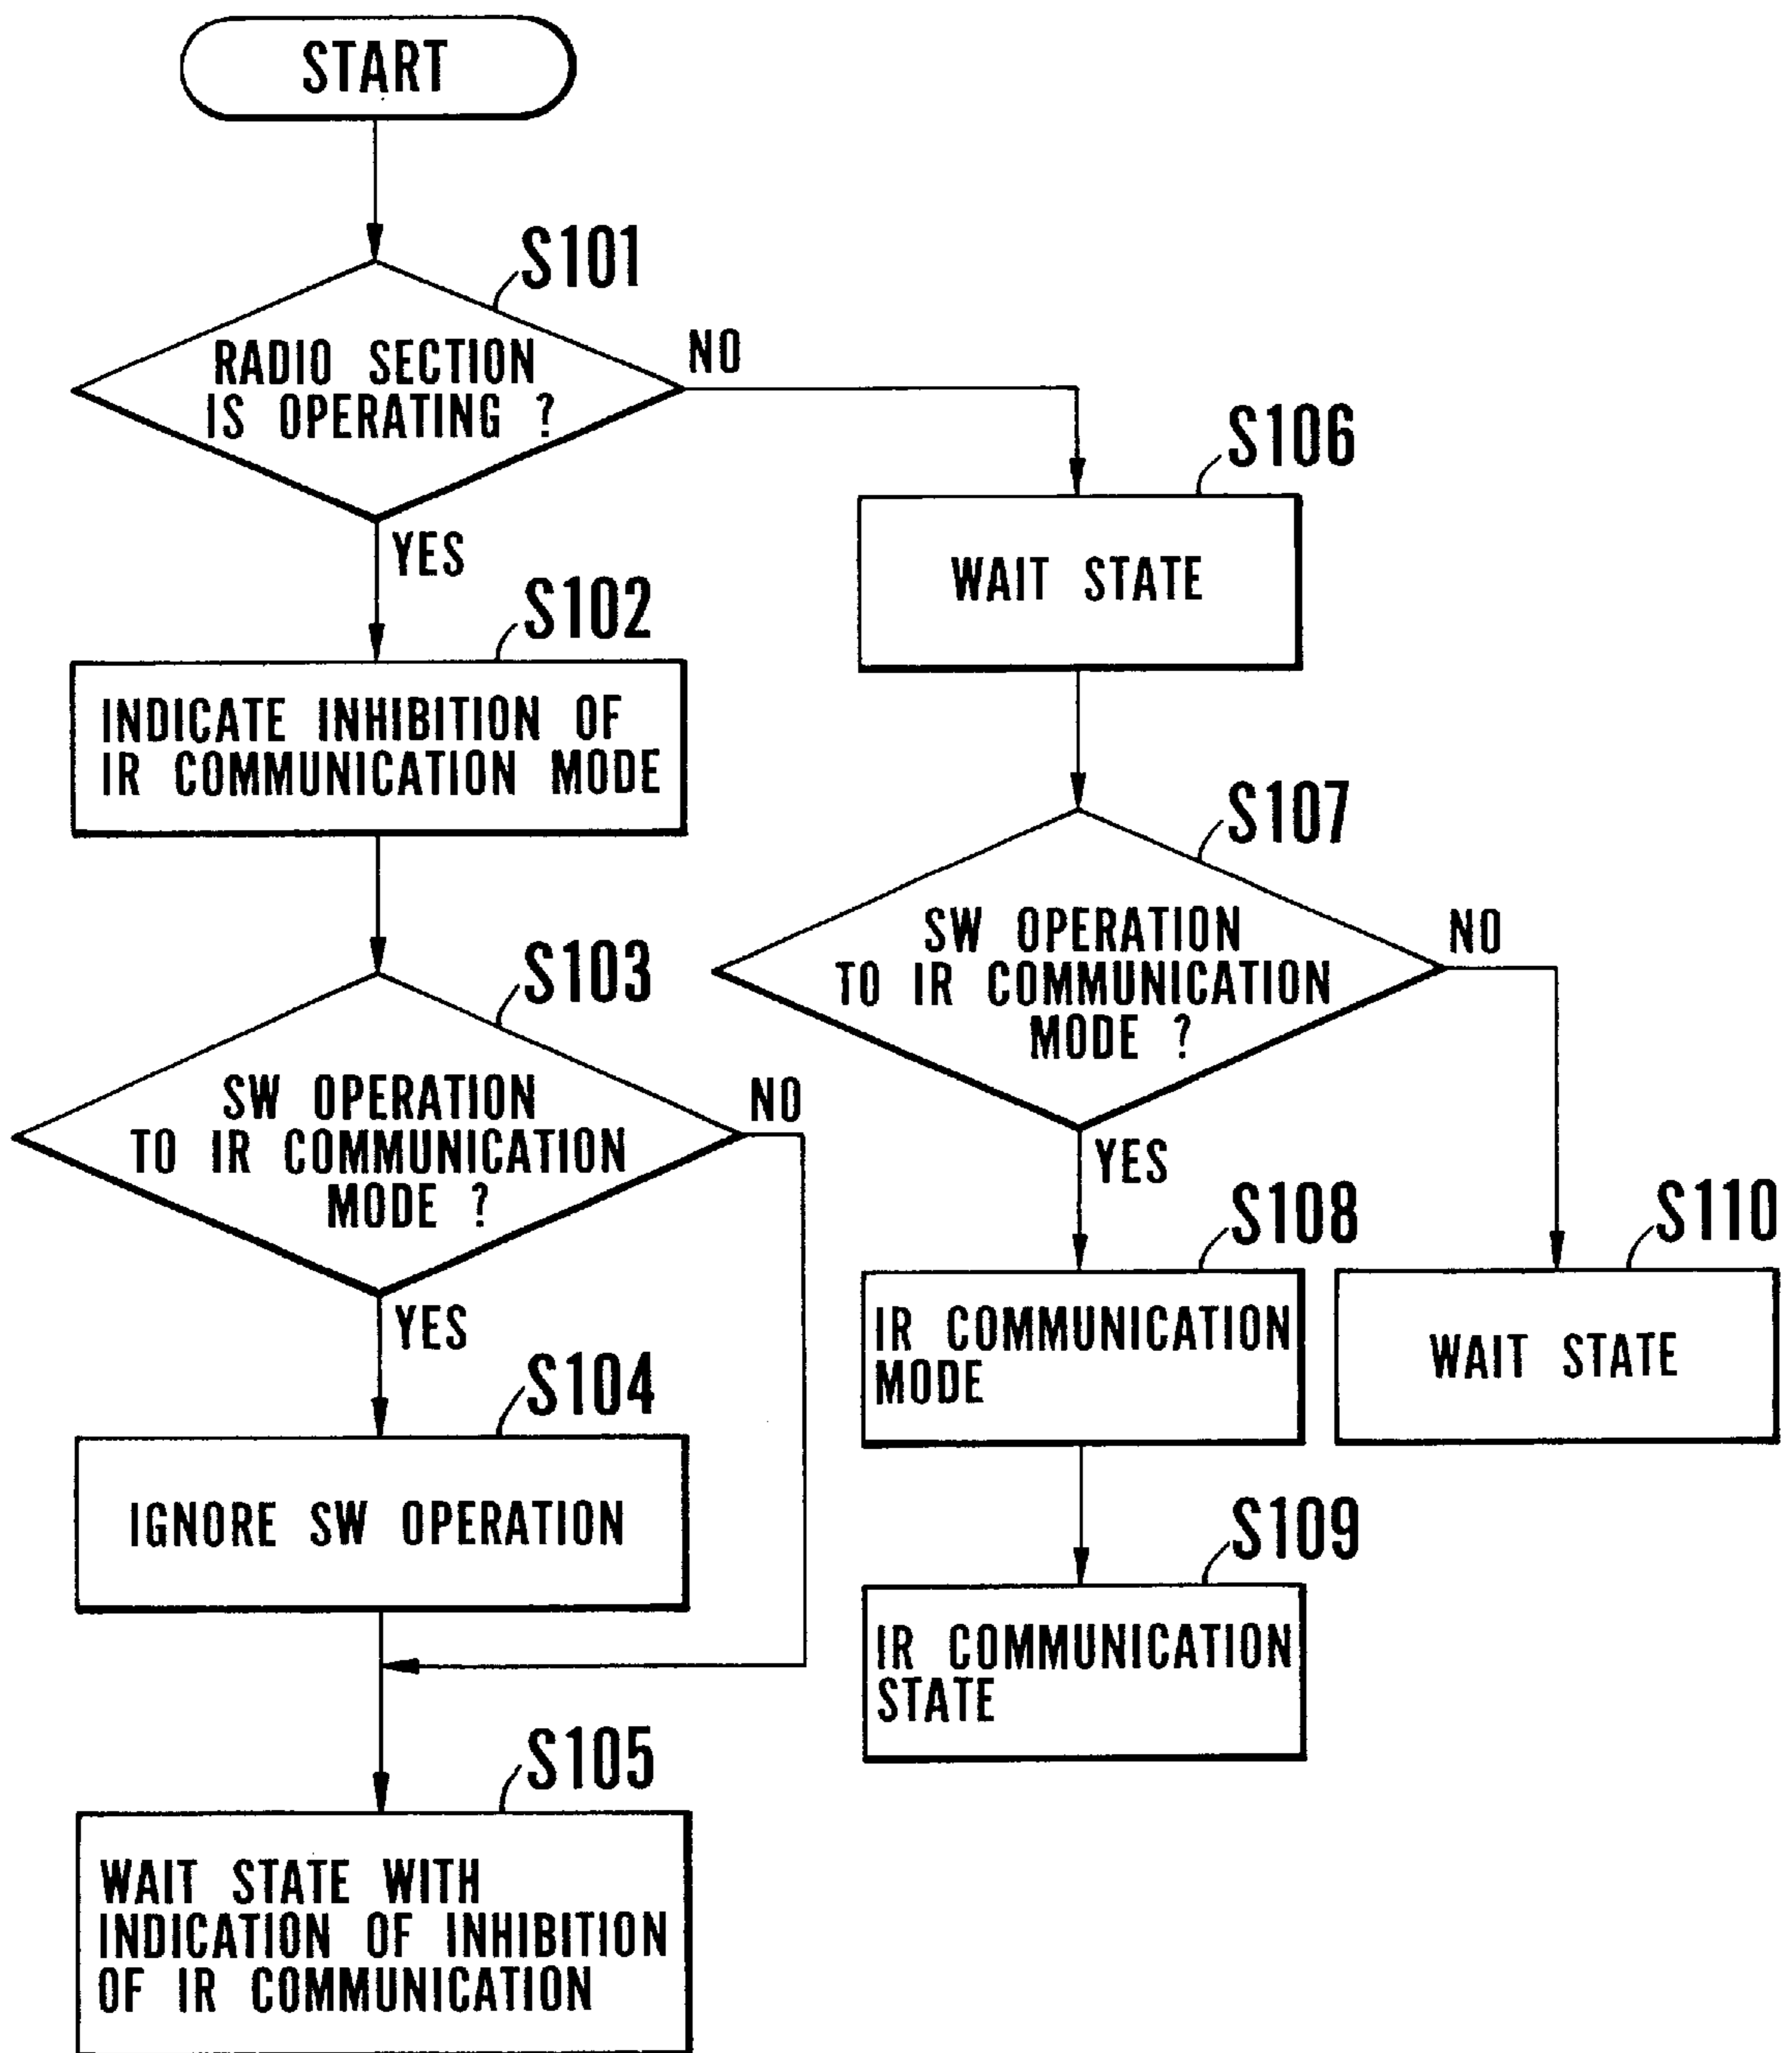 START
S101
RADIO SECTION
IS OPERATING ?
NO
YES
S102
INDICATE INHIBITION OF
IR COMMUNICATION MODE
S103
SW OPERATION
TO IR COMMUNICATION
MODE ?
NO
YES
S104
IGNORE SW OPERATION
S105
WAIT STATE WITH
INDICATION OF INHIBITION
OF IR COMMUNICATION
S106
WAIT STATE
S107
SW OPERATION
TO IR COMMUNICATION
MODE ?
NO
YES
S108
IR COMMUNICATION
MODE
S109
IR COMMUNICATION
STATE
S110
WAIT STATE